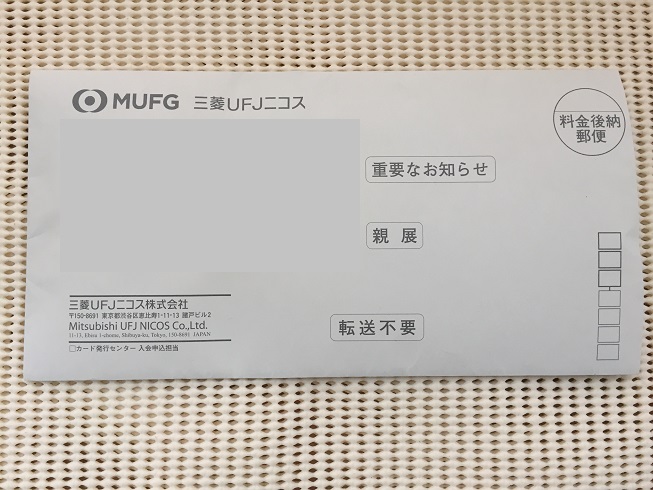 MUFG 三菱UFJニコス
料金後納
郵便
重要なお知らせ
親展
転送不要
三菱UFJニコス株式会社
〒150-8691 東京都渋谷区恵比寿1-11-13 膳戸ビル2
Mitsubishi UFJ NICOS Co.,Ltd.
11-13, Ebisu 1-chome, Shibuya-ku, Tokyo, 150-8691 JAPAN
□カード発行センター 入会申込担当